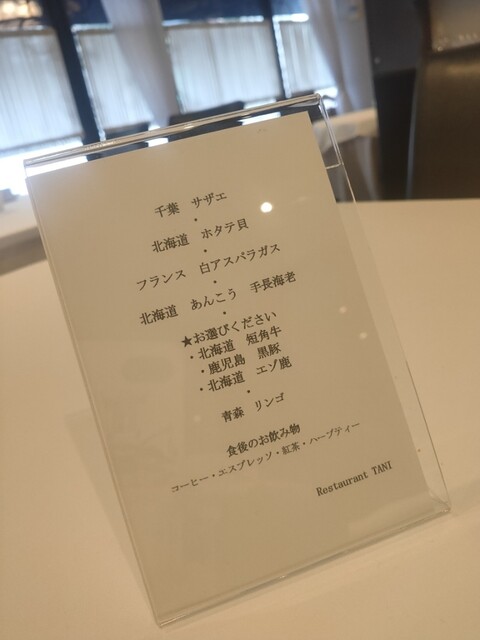 千葉　サザエ
・
北海道　ホタテ貝
・
フランス　白アスパラガス
・
北海道　あんこう　手長海老
・
★お選びください
・北海道　短角牛
・鹿児島　黒豚
・北海道　エゾ鹿
・
青森　リンゴ
食後のお飲み物
コーヒー・エスプレッソ・紅茶・ハーブティー
Restaurant TANI